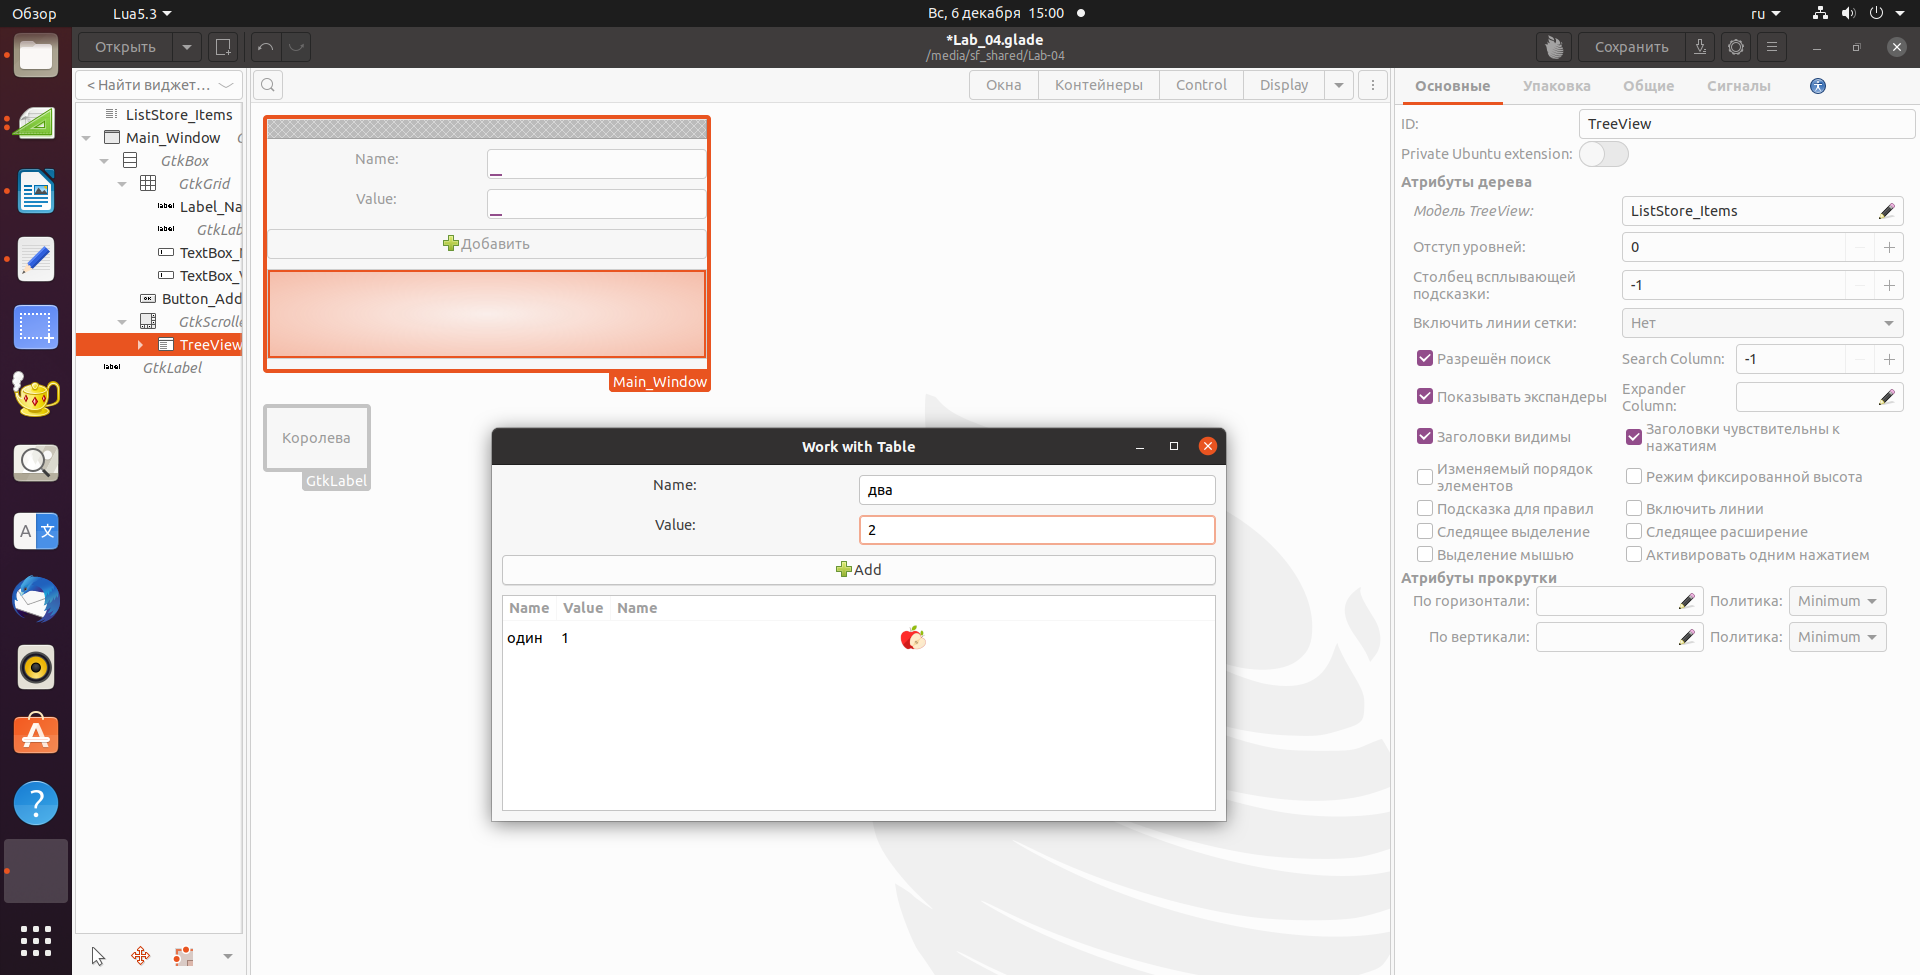 Обзор
Lua5.3
Вс, 6 декабря 15:00
ru
Открыть
*Lab_04.glade
/media/sf_shared/Lab-04
Сохранить
< Найти виджет…
Окна
Контейнеры
Control
Display
ListStore_Items
Main_Window
GtkBox
GtkGrid
Label_Na
GtkLab
TextBox_
TextBox_
Button_Add
GtkScrolle
TreeView
GtkLabel
Name:
Value:
Добавить
Main_Window
Королева
GtkLabel
Work with Table
Name:
два
Value:
2
Add
Name Value Name
один 1
Основные
Упаковка
Общие
Сигналы
ID:
TreeView
Private Ubuntu extension:
Атрибуты дерева
Модель TreeView:
ListStore_Items
Отступ уровней:
0
Столбец всплывающей
подсказки:
-1
Включить линии сетки:
Нет
Разрешён поиск
Search Column:
-1
Показывать экспандеры
Expander
Column:
Заголовки видимы
Заголовки чувствительны к
нажатиям
Изменяемый порядок
элементов
Режим фиксированной высота
Подсказка для правил
Включить линии
Следящее выделение
Следящее расширение
Выделение мышью
Активировать одним нажатием
Атрибуты прокрутки
По горизонтали:
Политика:
Minimum
По вертикали:
Политика:
Minimum